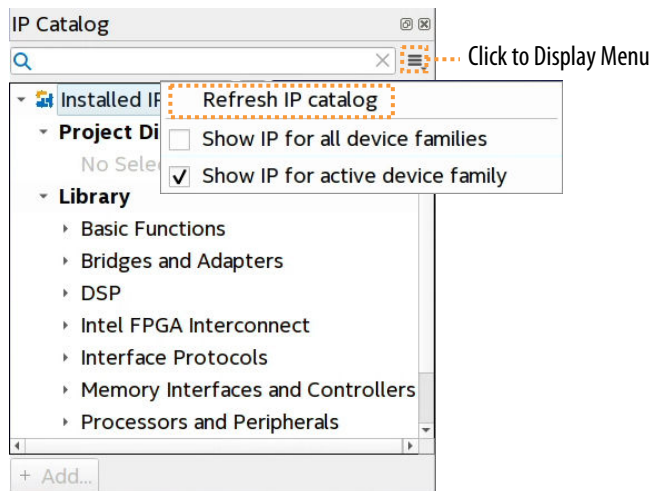 IP Catalog
Click to Display Menu
Installed IP
Refresh IP catalog
Project Di
Show IP for all device families
No Sele
Show IP for active device family
Library
Basic Functions
Bridges and Adapters
DSP
Intel FPGA Interconnect
Interface Protocols
Memory Interfaces and Controllers
Processors and Peripherals
+ Add...